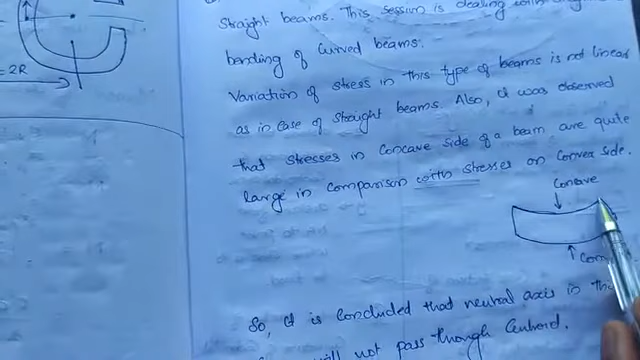 = 2R
straight beams. This session is dealing with
bending of Curved beams.
Variation of stress in this type of beams is not linear
as in case of straight beams. Also, it was observed
that stresses in concave side of a beam, are quite
large in comparison with stresses on Convex side.
Concave
So, it is concluded that neutral axis in
will not pass through Centroid.